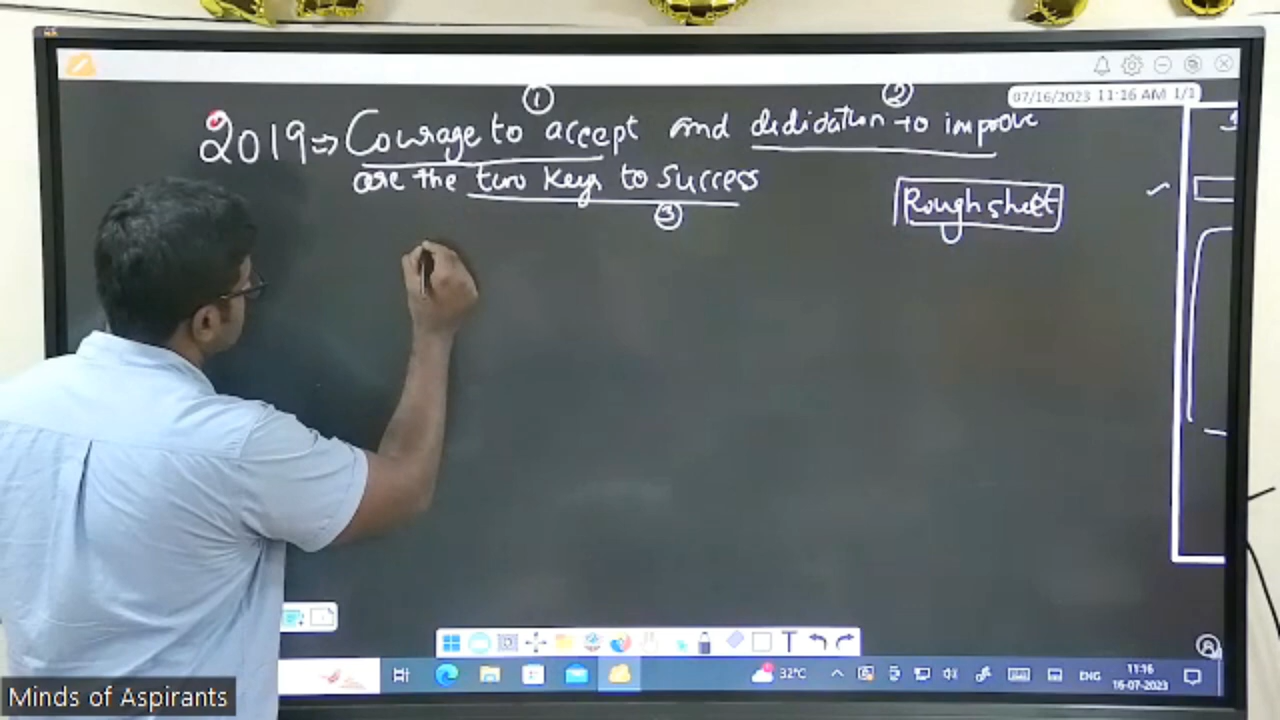 07/16/2023 11:16 AM 1/1
① ②
2019 => Courage to accept and dedidation to improve
are the two keys to Success
③
Rough sheet
32°C
ENG
11:16
16-07-2023
Minds of Aspirants